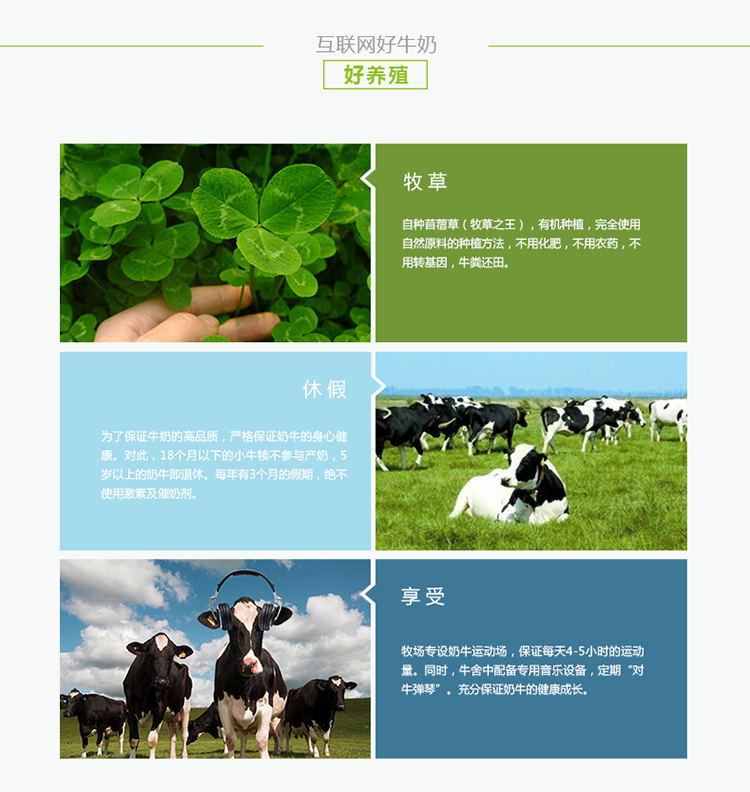 互联网好牛奶
好养殖
牧草
自种苜蓿草（牧草之王），有机种植，完全使用
自然原料的种植方法，不用化肥，不用农药，不
用转基因，牛粪还田。
休假
为了保证牛奶的高品质，严格保证奶牛的身心健
康。对此，18个月以下的小牛犊不参与产奶，5
岁以上的奶牛即退休。每年有3个月的假期，绝不
使用激素及催奶剂。
享受
牧场专设奶牛运动场，保证每天4-5小时的运动
量。同时，牛舍中配备专用音乐设备，定期“对
牛弹琴”。充分保证奶牛的健康成长。